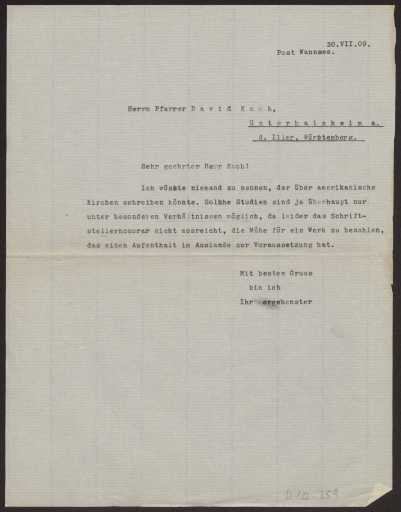 30.VII.09.
Post Wannsee.
Herrn Pfarrer David Koch,
Unterbalzheim a.
d. Iller, Württenberg.
Sehr geehrter Herr Koch!
Ich wüsste niemand zu nennen, der über amerikanische
Kirchen schreiben könnte. Solche Studien sind ja überhaupt nur
unter besonderen Verhältnissen möglich, da leider das Schrift-
stellerhonorar nicht ausreicht, die Mühe für ein Werk zu bezahlen,
das einen Aufenthalt im Auslande zur Voraussetzung hat.
Mit besten Gruss
bin ich
Ihr ergebenster